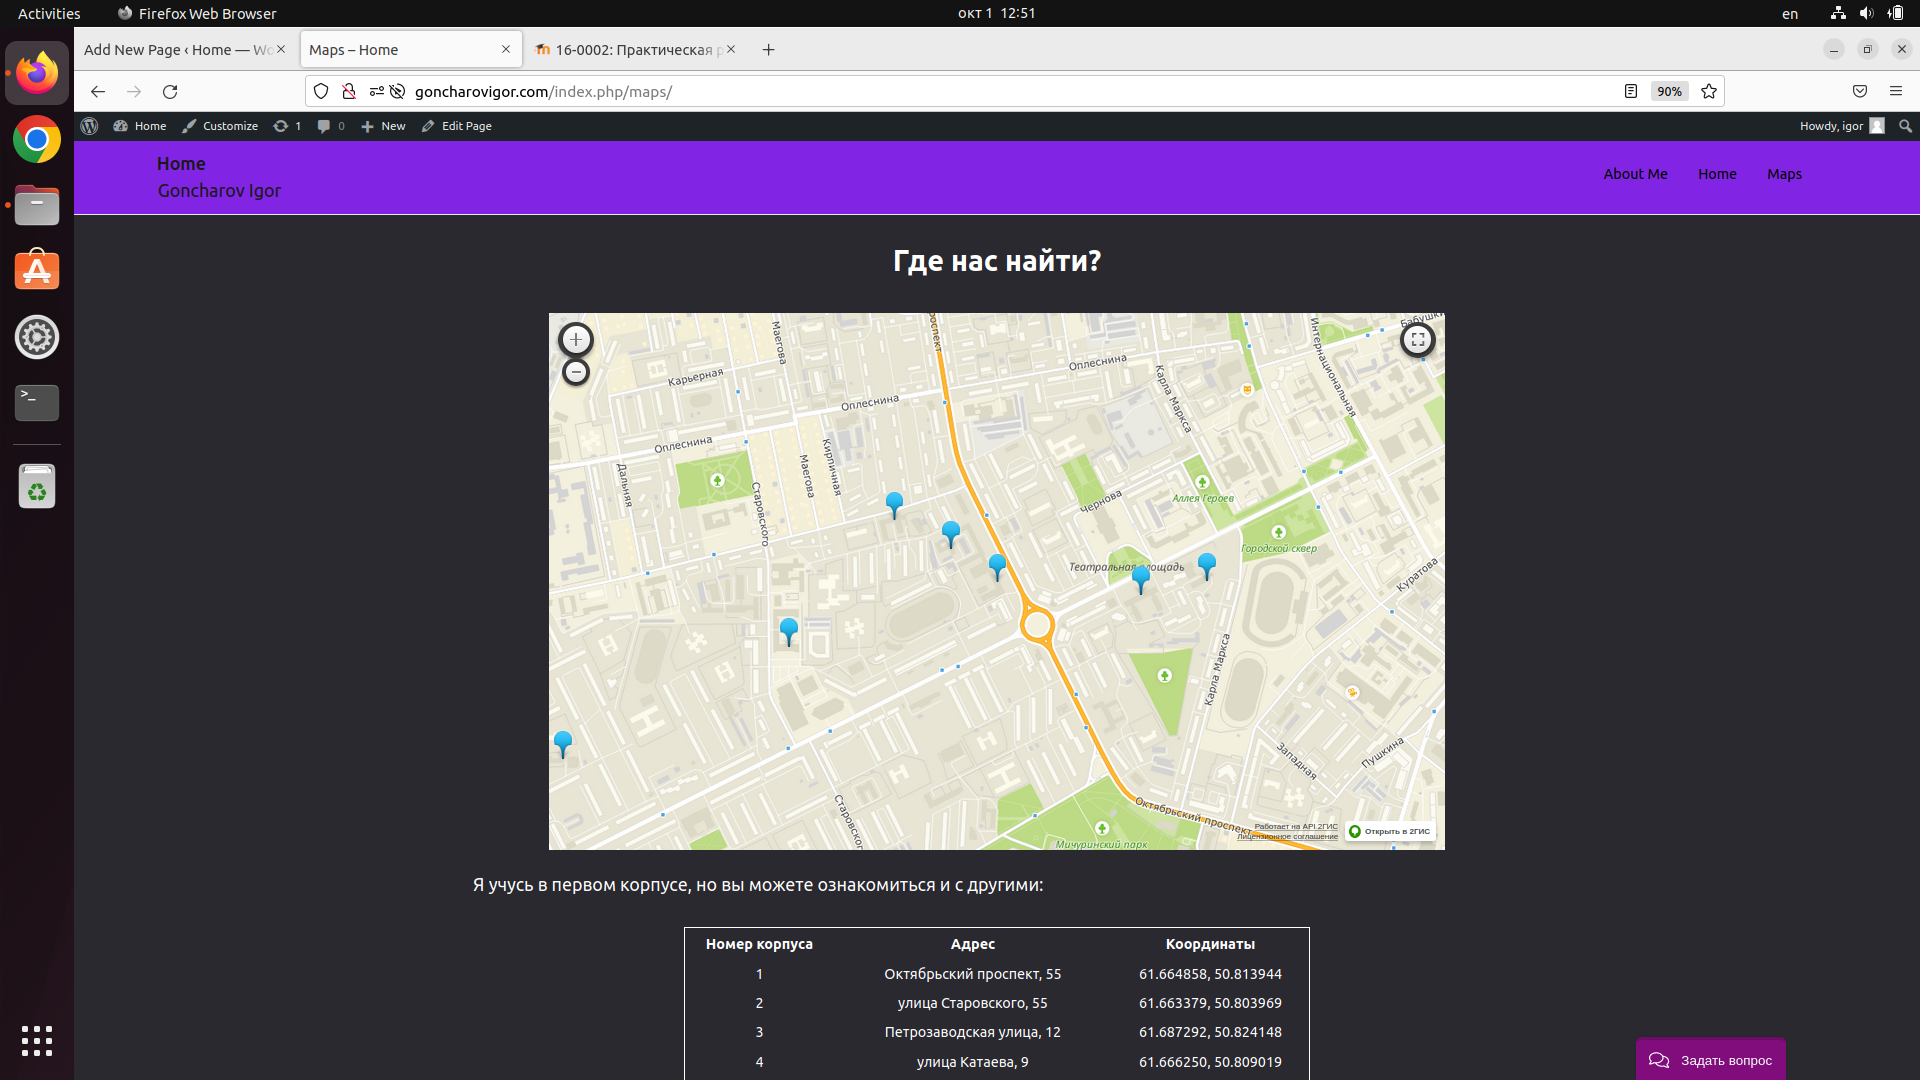 Activities
Firefox Web Browser
окт 1 12:51
en
Add New Page ‹ Home — Wo
Maps – Home
16-0002: Практическая р
goncharovigor.com/index.php/maps/
90%
Home
Customize
1
0
New
Edit Page
Howdy, igor
Home
Goncharov Igor
About Me
Home
Maps
Где нас найти?
Маегова
Карьерная
Оплеснина
Оплеснина
Оплеснина
Дальняя
Старовского
Маегова
Кирпичная
Карла Маркса
Интернациональная
Чернова
Аллея Героев
Городской сквер
Театральная площадь
Куратова
Карла Маркса
Западная
Пушкина
Октябрьский проспект
Мичуринский парк
Работает на API 2ГИС
Лицензионное соглашение
Открыть в 2ГИС
Я учусь в первом корпусе, но вы можете ознакомиться и с другими:
Номер корпуса Адрес Координаты
1 Октябрьский проспект, 55 61.664858, 50.813944
2 улица Старовского, 55 61.663379, 50.803969
3 Петрозаводская улица, 12 61.687292, 50.824148
4 улица Катаева, 9 61.666250, 50.809019
Задать вопрос